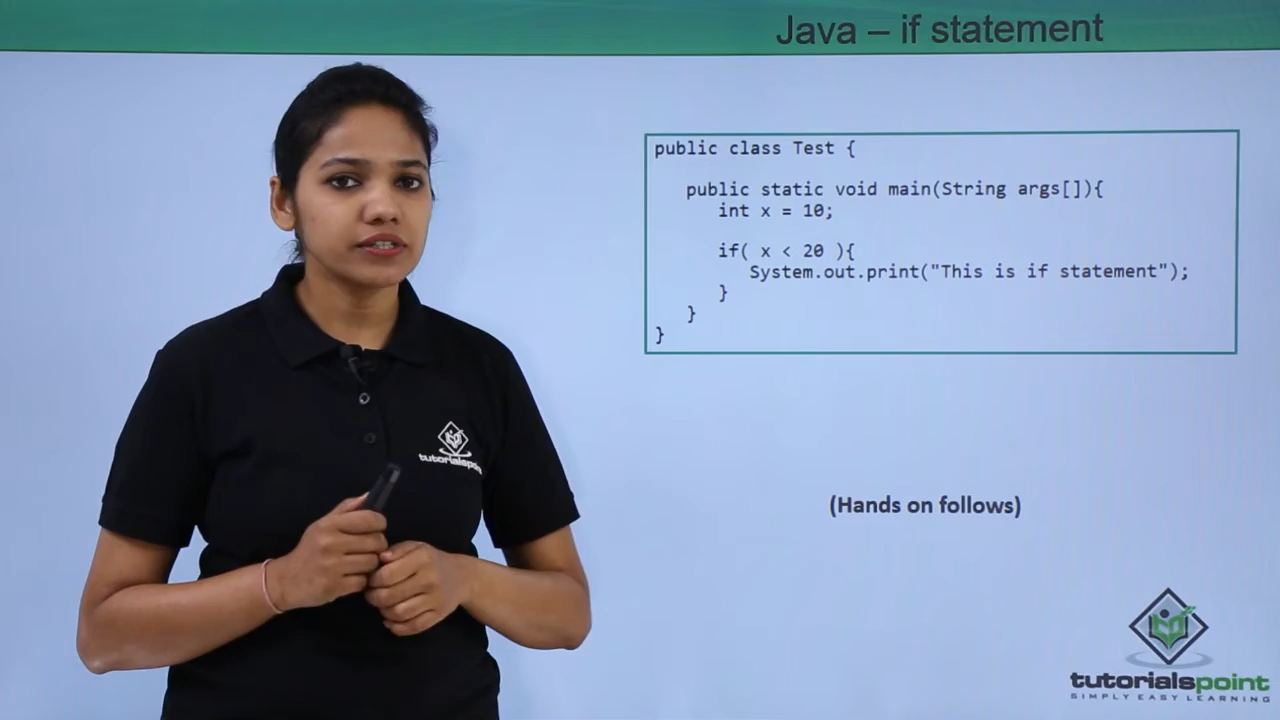 Java – if statement
public class Test {
public static void main(String args[]){
int x = 10;
if( x < 20 ){
System.out.print("This is if statement");
}
}
}
tutorialspoint
(Hands on follows)
tutorialspoint
SIMPLY EASY LEARNING